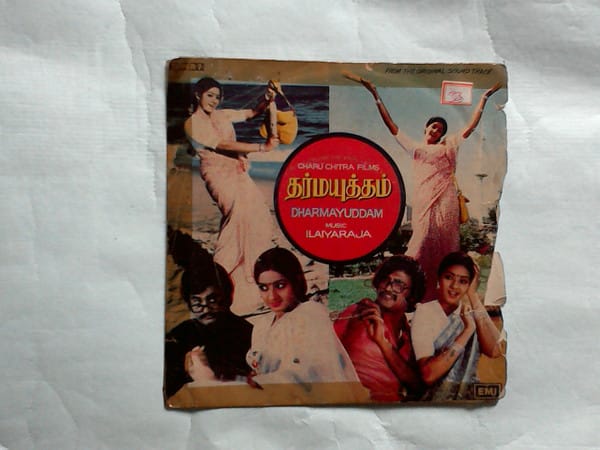 FROM THE ORIGINAL SOUND TRACK
CHARU CHITRA FILMS
தர்மயுத்தம்
DHARMAYUDDAM
MUSIC
ILAIYARAJA
EMI